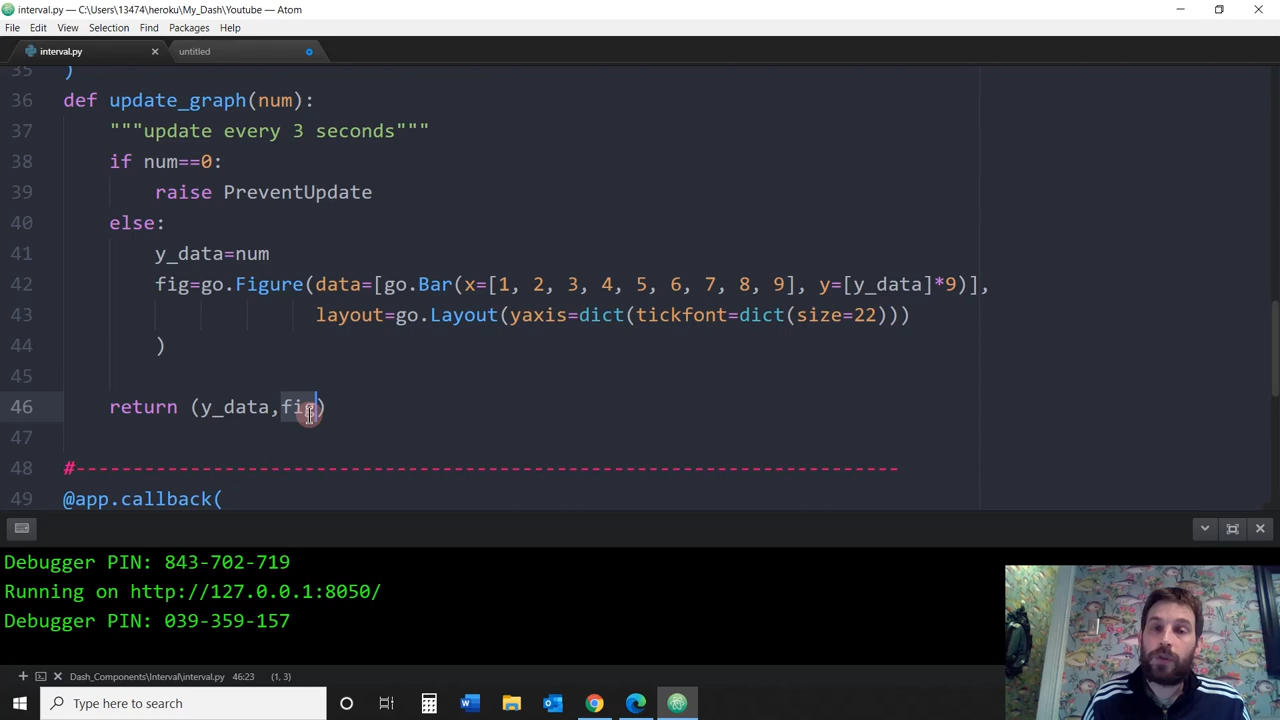 interval.py — C:\Users\13474\heroku\My_Dash\Youtube — Atom
File Edit View Selection Find Packages Help
interval.py untitled
35 )
36 def update_graph(num):
37 """update every 3 seconds"""
38 if num==0:
39 raise PreventUpdate
40 else:
41 y_data=num
42 fig=go.Figure(data=[go.Bar(x=[1, 2, 3, 4, 5, 6, 7, 8, 9], y=[y_data]*9)],
43 layout=go.Layout(yaxis=dict(tickfont=dict(size=22)))
44 )
45
46 return (y_data,fig)
47
48 #------------------------------------------------------------------------
49 @app.callback(
Debugger PIN: 843-702-719
Running on http://127.0.0.1:8050/
Debugger PIN: 039-359-157
Dash_Components\Interval\interval.py 46:23 (1, 3)
Type here to search